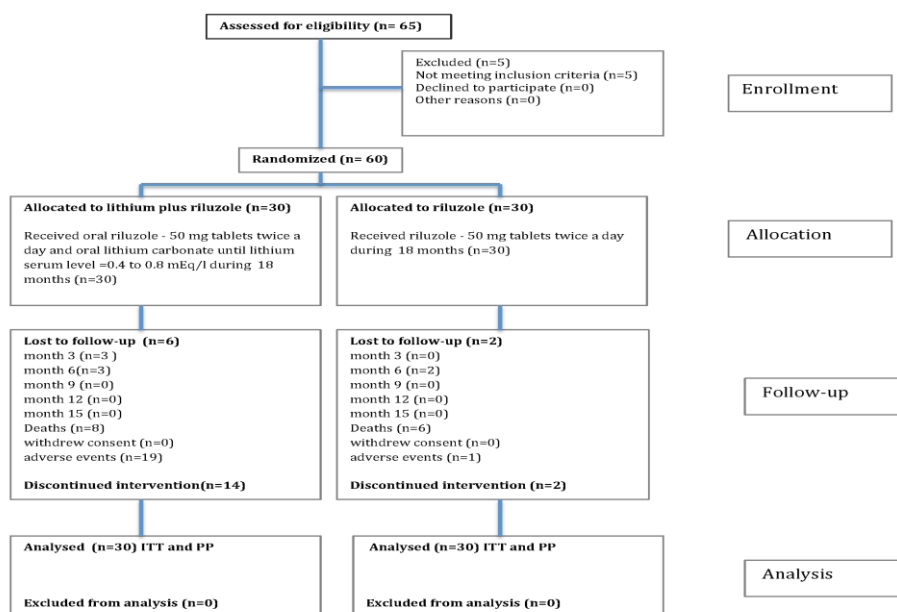 Assessed for eligibility (n= 65)
Excluded (n=5)
Not meeting inclusion criteria (n=5)
Declined to participate (n=0)
Other reasons (n=0)
Enrollment
Randomized (n= 60)
Allocated to lithium plus riluzole (n=30)
Received oral riluzole - 50 mg tablets twice a
day and oral lithium carbonate until lithium
serum level =0.4 to 0.8 mEq/l during 18
months (n=30)
Allocated to riluzole (n=30)
Received riluzole - 50 mg tablets twice a day
during 18 months (n=30)
Allocation
Lost to follow-up (n=6)
month 3 (n=3 )
month 6(n=3)
month 9 (n=0)
month 12 (n=0)
month 15 (n=0)
Deaths (n=8)
withdrew consent (n=0)
adverse events (n=19)
Discontinued intervention(n=14)
Lost to follow-up (n=2)
month 3 (n=0)
month 6 (n=2)
month 9 (n=0)
month 12 (n=0)
month 15 (n=0)
Deaths (n=6)
withdrew consent (n=0)
adverse events (n=1)
Discontinued intervention (n=2)
Follow-up
Analysed (n=30) ITT and PP
Excluded from analysis (n=0)
Analysed (n=30) ITT and PP
Excluded from analysis (n=0)
Analysis